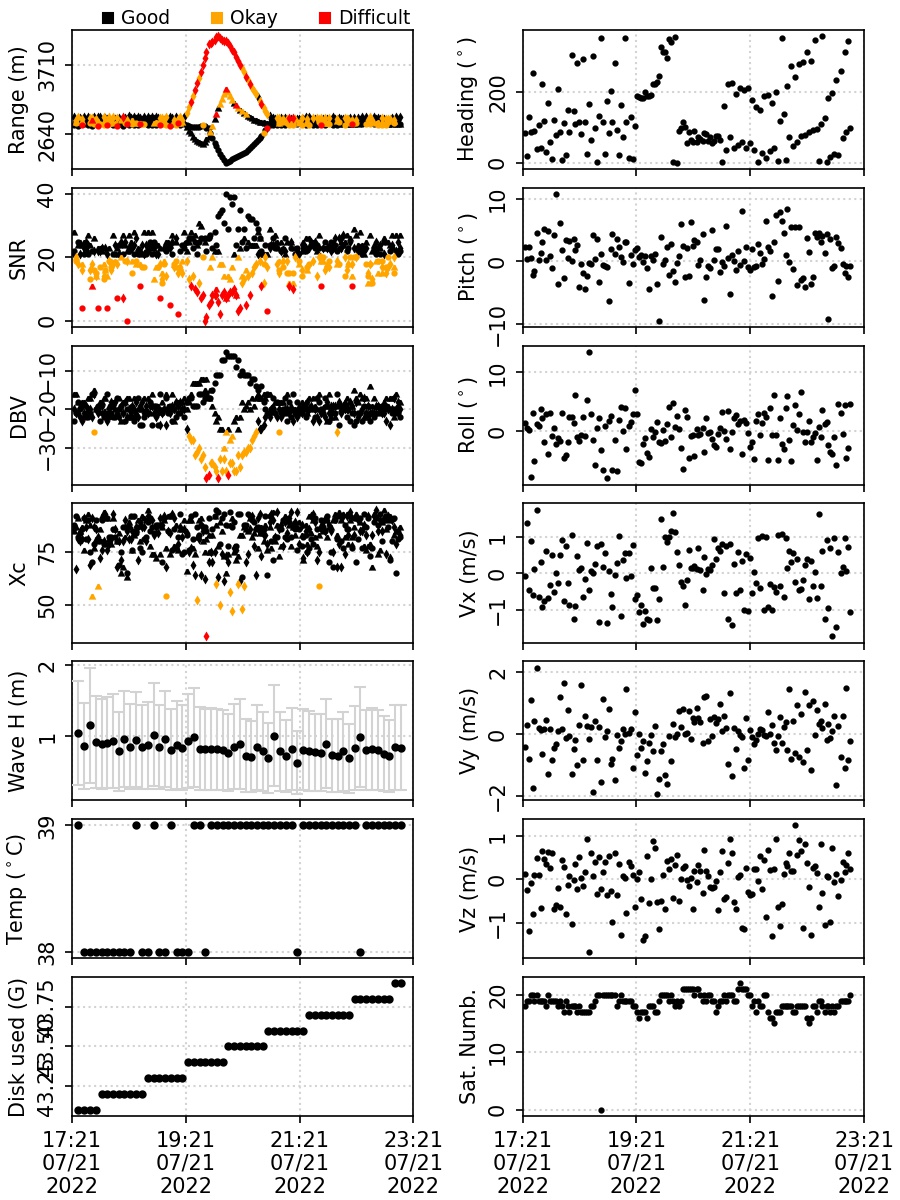 Good Okay Difficult
Range (m) 3710 2640
Heading (°) 200 0
SNR 40 20 0
Pitch (°) 10 0 −10
DBV −10 −20 −30
Roll (°) 10 0
Xc 75 50
Vx (m/s) 1 0 −1
Wave H (m) 2 1
Vy (m/s) 2 0 −2
Temp (°C) 39 38
Vz (m/s) 1 0 −1
Disk used (G) 43.75 43.50 43.25
Sat. Numb. 20 10 0
17:21 19:21 21:21 23:21 17:21 19:21 21:21 23:21
07/21 07/21 07/21 07/21 07/21 07/21 07/21 07/21
2022 2022 2022 2022 2022 2022 2022 2022